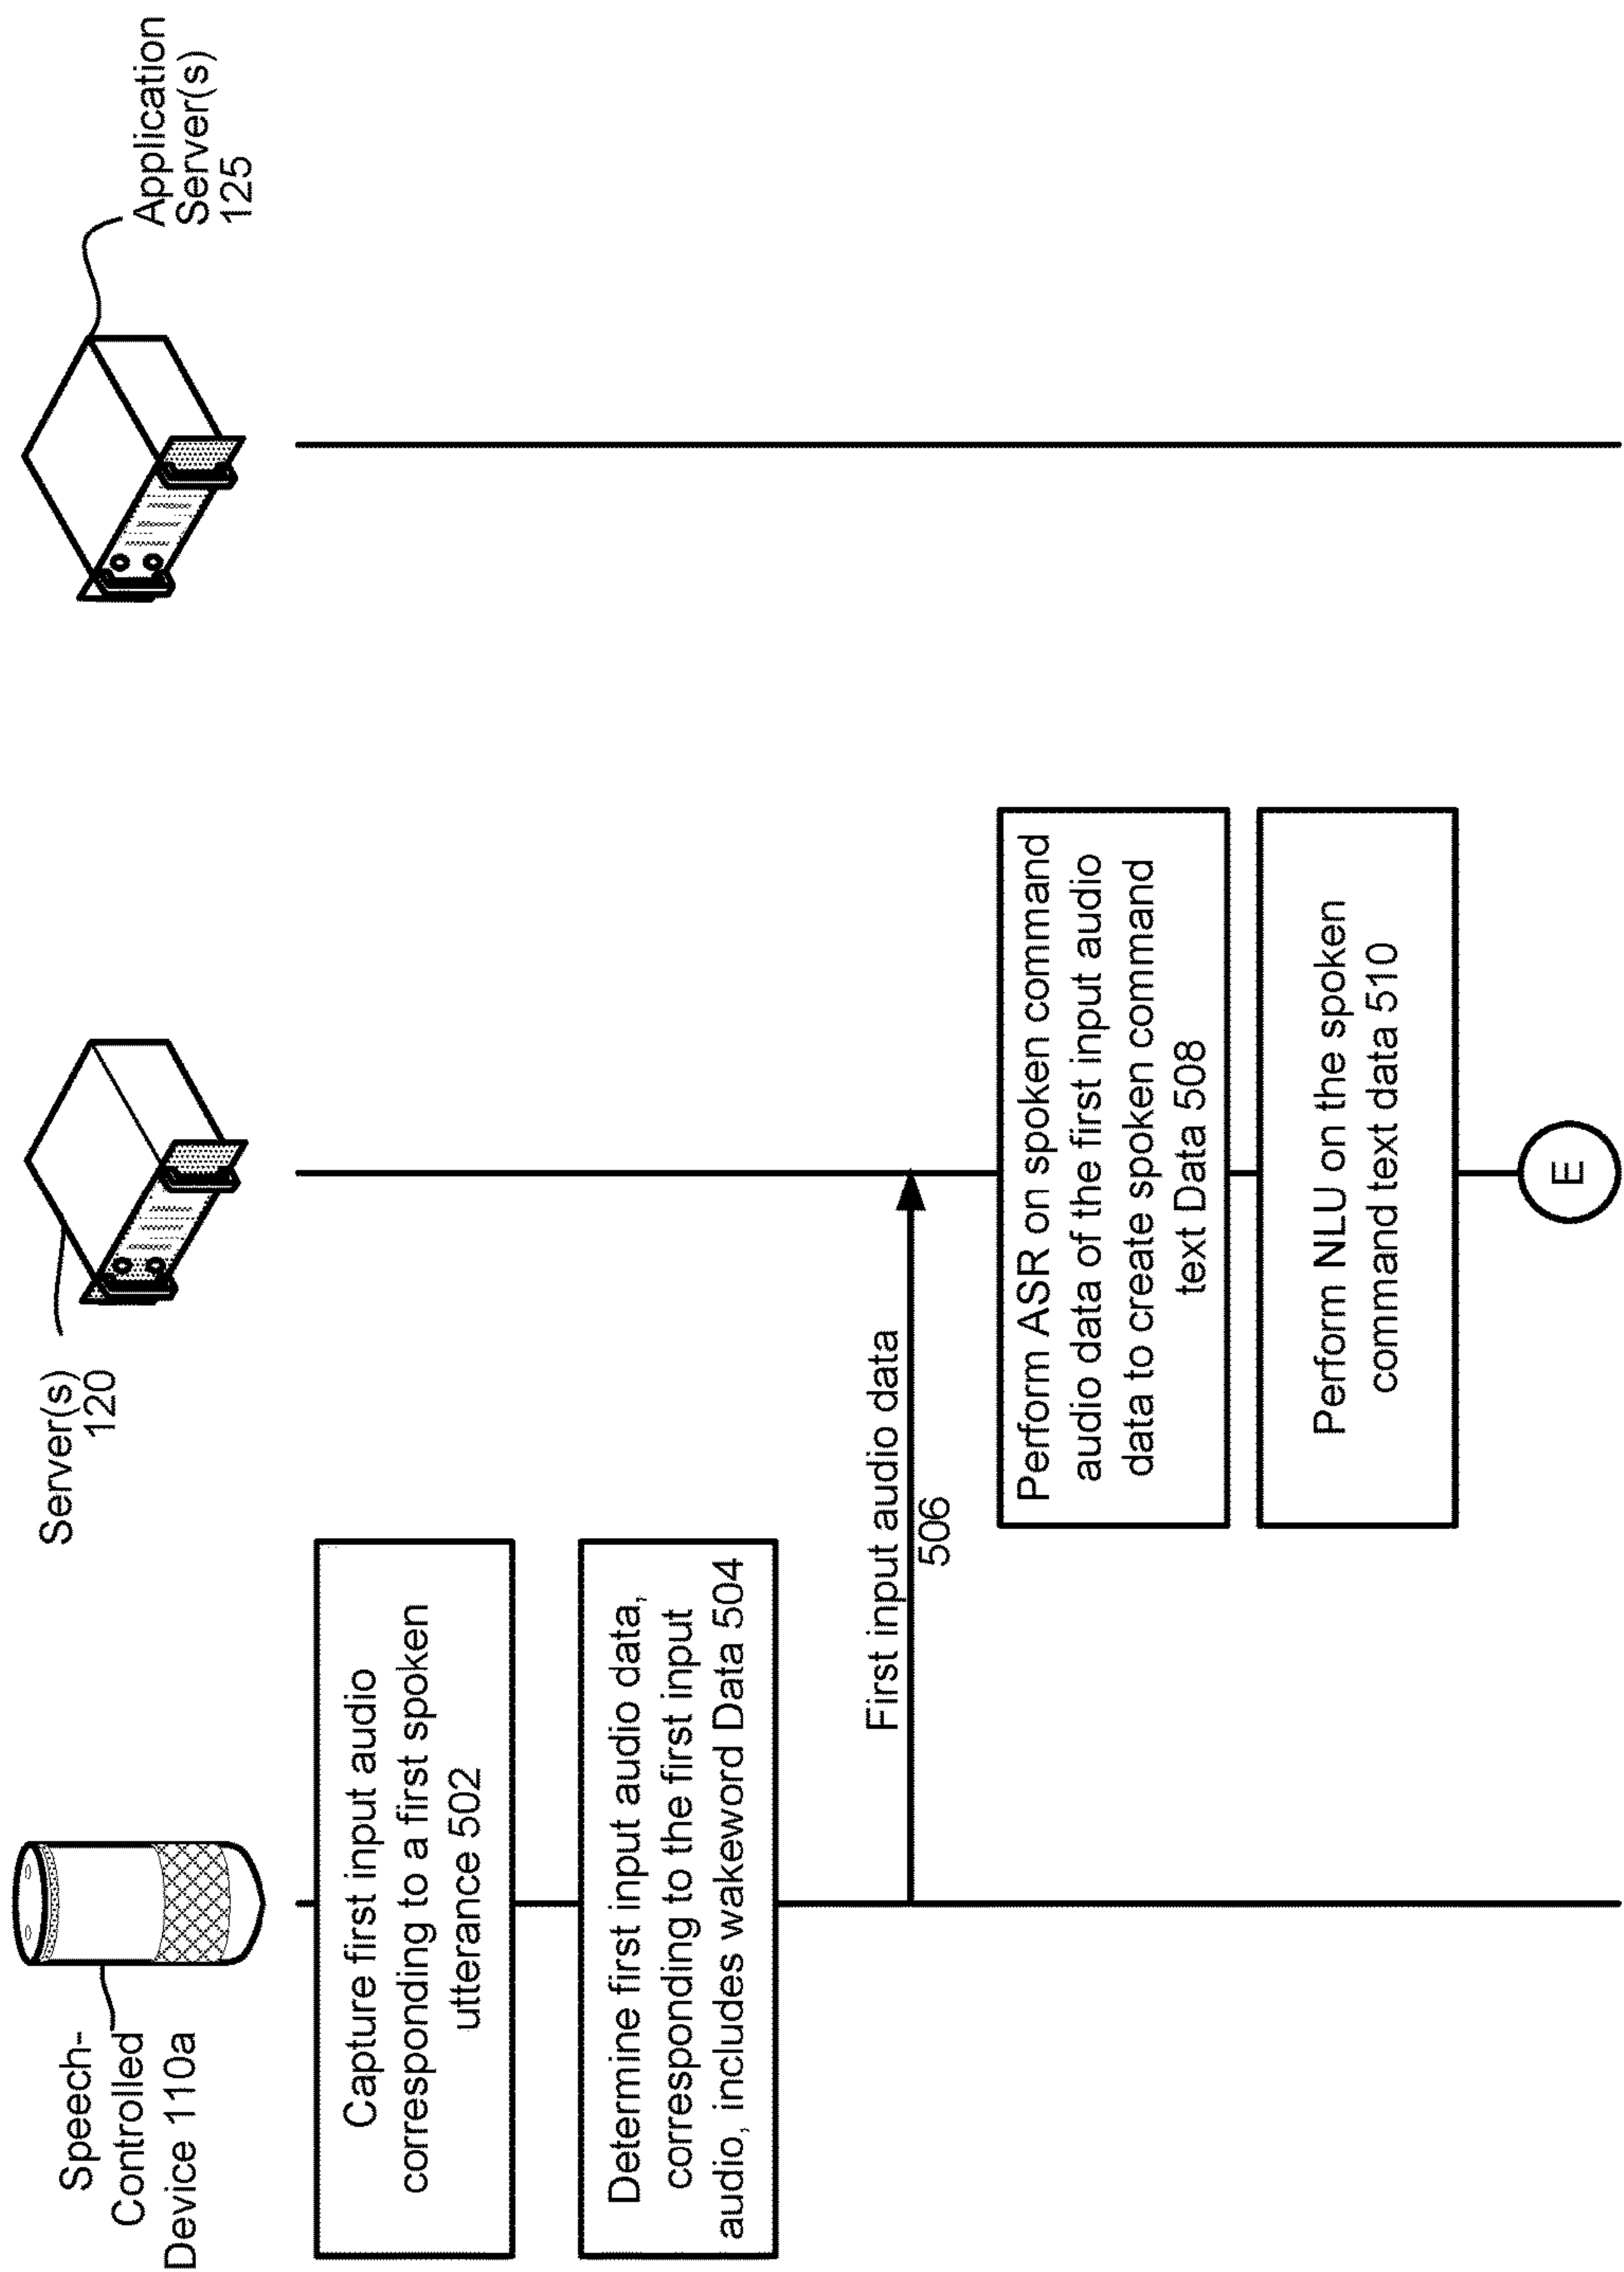 Speech-
Controlled
Device 110a
Server(s)
120
Application
Server(s)
125
Capture first input audio
corresponding to a first spoken
utterance 502
Determine first input audio data,
corresponding to the first input
audio, includes wakeword Data 504
First input audio data
506
Perform ASR on spoken command
audio data of the first input audio
data to create spoken command
text Data 508
Perform NLU on the spoken
command text data 510
E